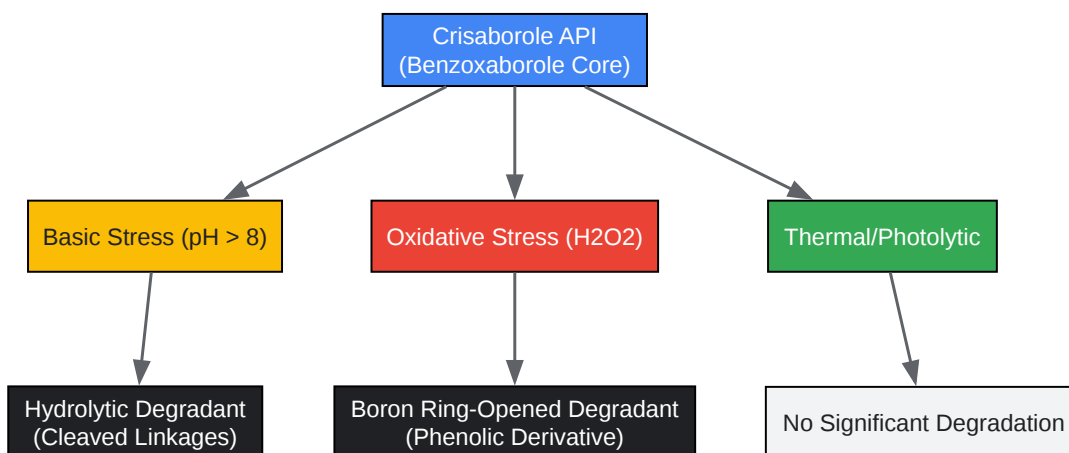 Crisaborole API
(Benzoxaborole Core)
Basic Stress (pH > 8)
Oxidative Stress (H2O2)
Thermal/Photolytic
Hydrolytic Degradant
(Cleaved Linkages)
Boron Ring-Opened Degradant
(Phenolic Derivative)
No Significant Degradation